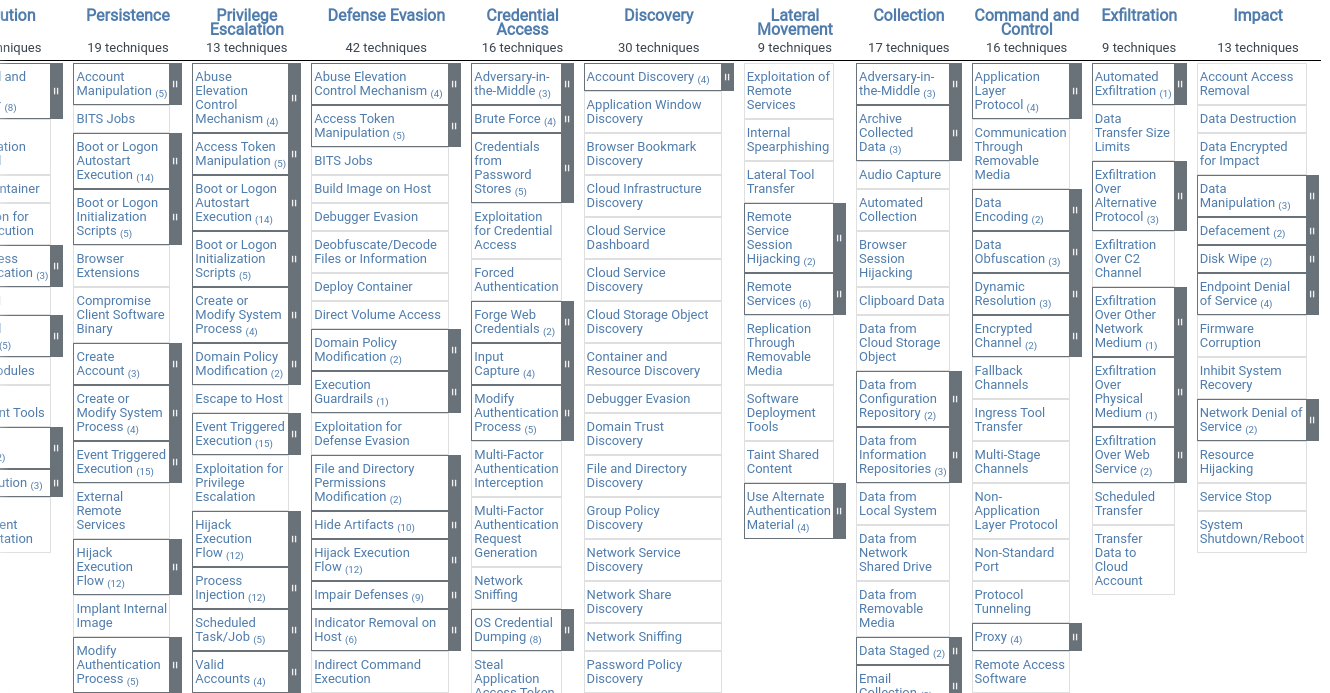 ution
niques
l and
(8)
ation
d
ntainer
on for
cution
ess
cation (3)
l
d
(5)
odules
nt Tools
2)
ution (3)
ent
tation
Persistence
19 techniques
Account
Manipulation (5)
BITS Jobs
Boot or Logon
Autostart
Execution (14)
Boot or Logon
Initialization
Scripts (5)
Browser
Extensions
Compromise
Client Software
Binary
Create
Account (3)
Create or
Modify System
Process (4)
Event Triggered
Execution (15)
External
Remote
Services
Hijack
Execution
Flow (12)
Implant Internal
Image
Modify
Authentication
Process (5)
Privilege
Escalation
13 techniques
Abuse
Elevation
Control
Mechanism (4)
Access Token
Manipulation (5)
Boot or Logon
Autostart
Execution (14)
Boot or Logon
Initialization
Scripts (5)
Create or
Modify System
Process (4)
Domain Policy
Modification (2)
Escape to Host
Event Triggered
Execution (15)
Exploitation for
Privilege
Escalation
Hijack
Execution
Flow (12)
Process
Injection (12)
Scheduled
Task/Job (5)
Valid
Accounts (4)
Defense Evasion
42 techniques
Abuse Elevation
Control Mechanism (4)
Access Token
Manipulation (5)
BITS Jobs
Build Image on Host
Debugger Evasion
Deobfuscate/Decode
Files or Information
Deploy Container
Direct Volume Access
Domain Policy
Modification (2)
Execution
Guardrails (1)
Exploitation for
Defense Evasion
File and Directory
Permissions
Modification (2)
Hide Artifacts (10)
Hijack Execution
Flow (12)
Impair Defenses (9)
Indicator Removal on
Host (6)
Indirect Command
Execution
Credential
Access
16 techniques
Adversary-in-
the-Middle (3)
Brute Force (4)
Credentials
from
Password
Stores (5)
Exploitation
for Credential
Access
Forced
Authentication
Forge Web
Credentials (2)
Input
Capture (4)
Modify
Authentication
Process (5)
Multi-Factor
Authentication
Interception
Multi-Factor
Authentication
Request
Generation
Network
Sniffing
OS Credential
Dumping (8)
Steal
Application
Access Token
Discovery
30 techniques
Account Discovery (4)
Application Window
Discovery
Browser Bookmark
Discovery
Cloud Infrastructure
Discovery
Cloud Service
Dashboard
Cloud Service
Discovery
Cloud Storage Object
Discovery
Container and
Resource Discovery
Debugger Evasion
Domain Trust
Discovery
File and Directory
Discovery
Group Policy
Discovery
Network Service
Discovery
Network Share
Discovery
Network Sniffing
Password Policy
Discovery
Lateral
Movement
9 techniques
Exploitation of
Remote
Services
Internal
Spearphishing
Lateral Tool
Transfer
Remote
Service
Session
Hijacking (2)
Remote
Services (6)
Replication
Through
Removable
Media
Software
Deployment
Tools
Taint Shared
Content
Use Alternate
Authentication
Material (4)
Collection
17 techniques
Adversary-in-
the-Middle (3)
Archive
Collected
Data (3)
Audio Capture
Automated
Collection
Browser
Session
Hijacking
Clipboard Data
Data from
Cloud Storage
Object
Data from
Configuration
Repository (2)
Data from
Information
Repositories (3)
Data from
Local System
Data from
Network
Shared Drive
Data from
Removable
Media
Data Staged (2)
Email
Collection
Command and
Control
16 techniques
Application
Layer
Protocol (4)
Communication
Through
Removable
Media
Data
Encoding (2)
Data
Obfuscation (3)
Dynamic
Resolution (3)
Encrypted
Channel (2)
Fallback
Channels
Ingress Tool
Transfer
Multi-Stage
Channels
Non-
Application
Layer Protocol
Non-Standard
Port
Protocol
Tunneling
Proxy (4)
Remote Access
Software
Exfiltration
9 techniques
Automated
Exfiltration (1)
Data
Transfer Size
Limits
Exfiltration
Over
Alternative
Protocol (3)
Exfiltration
Over C2
Channel
Exfiltration
Over Other
Network
Medium (1)
Exfiltration
Over
Physical
Medium (1)
Exfiltration
Over Web
Service (2)
Scheduled
Transfer
Transfer
Data to
Cloud
Account
Impact
13 techniques
Account Access
Removal
Data Destruction
Data Encrypted
for Impact
Data
Manipulation (3)
Defacement (2)
Disk Wipe (2)
Endpoint Denial
of Service (4)
Firmware
Corruption
Inhibit System
Recovery
Network Denial of
Service (2)
Resource
Hijacking
Service Stop
System
Shutdown/Reboot